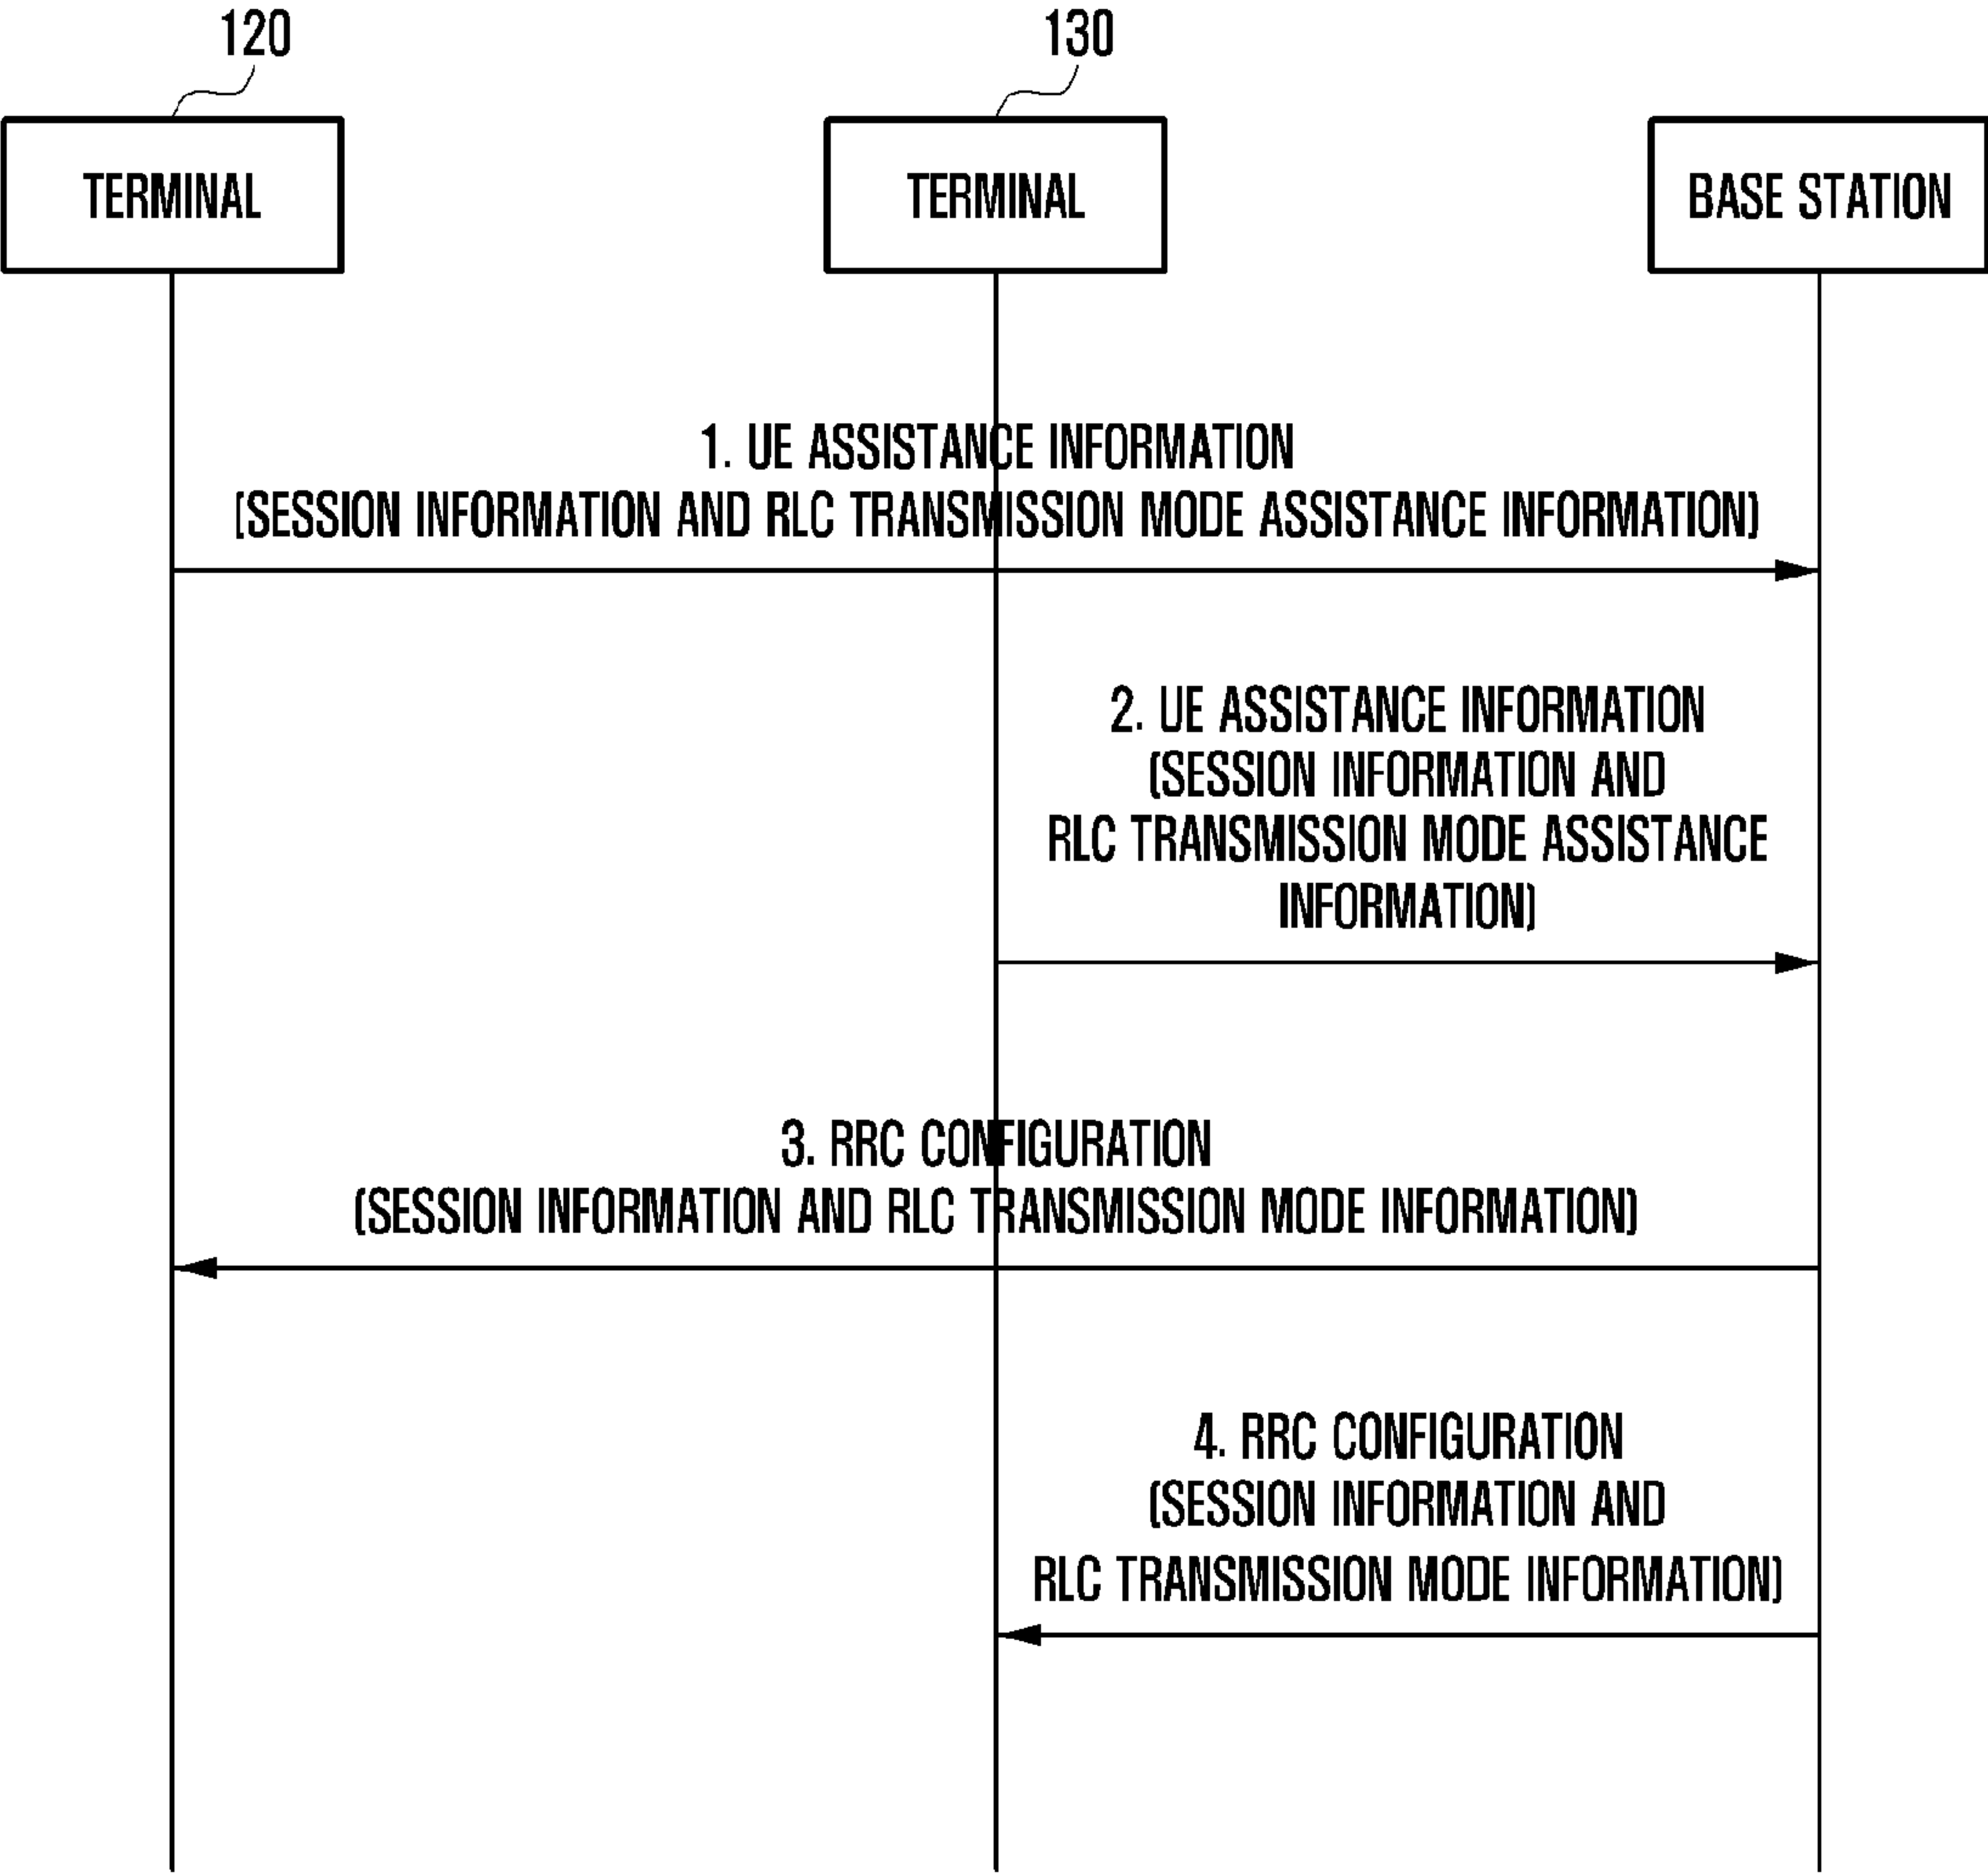 120
130
TERMINAL
TERMINAL
BASE STATION
1. UE ASSISTANCE INFORMATION
(SESSION INFORMATION AND RLC TRANSMISSION MODE ASSISTANCE INFORMATION)
2. UE ASSISTANCE INFORMATION
(SESSION INFORMATION AND
RLC TRANSMISSION MODE ASSISTANCE
INFORMATION)
3. RRC CONFIGURATION
(SESSION INFORMATION AND RLC TRANSMISSION MODE INFORMATION)
4. RRC CONFIGURATION
(SESSION INFORMATION AND
RLC TRANSMISSION MODE INFORMATION)